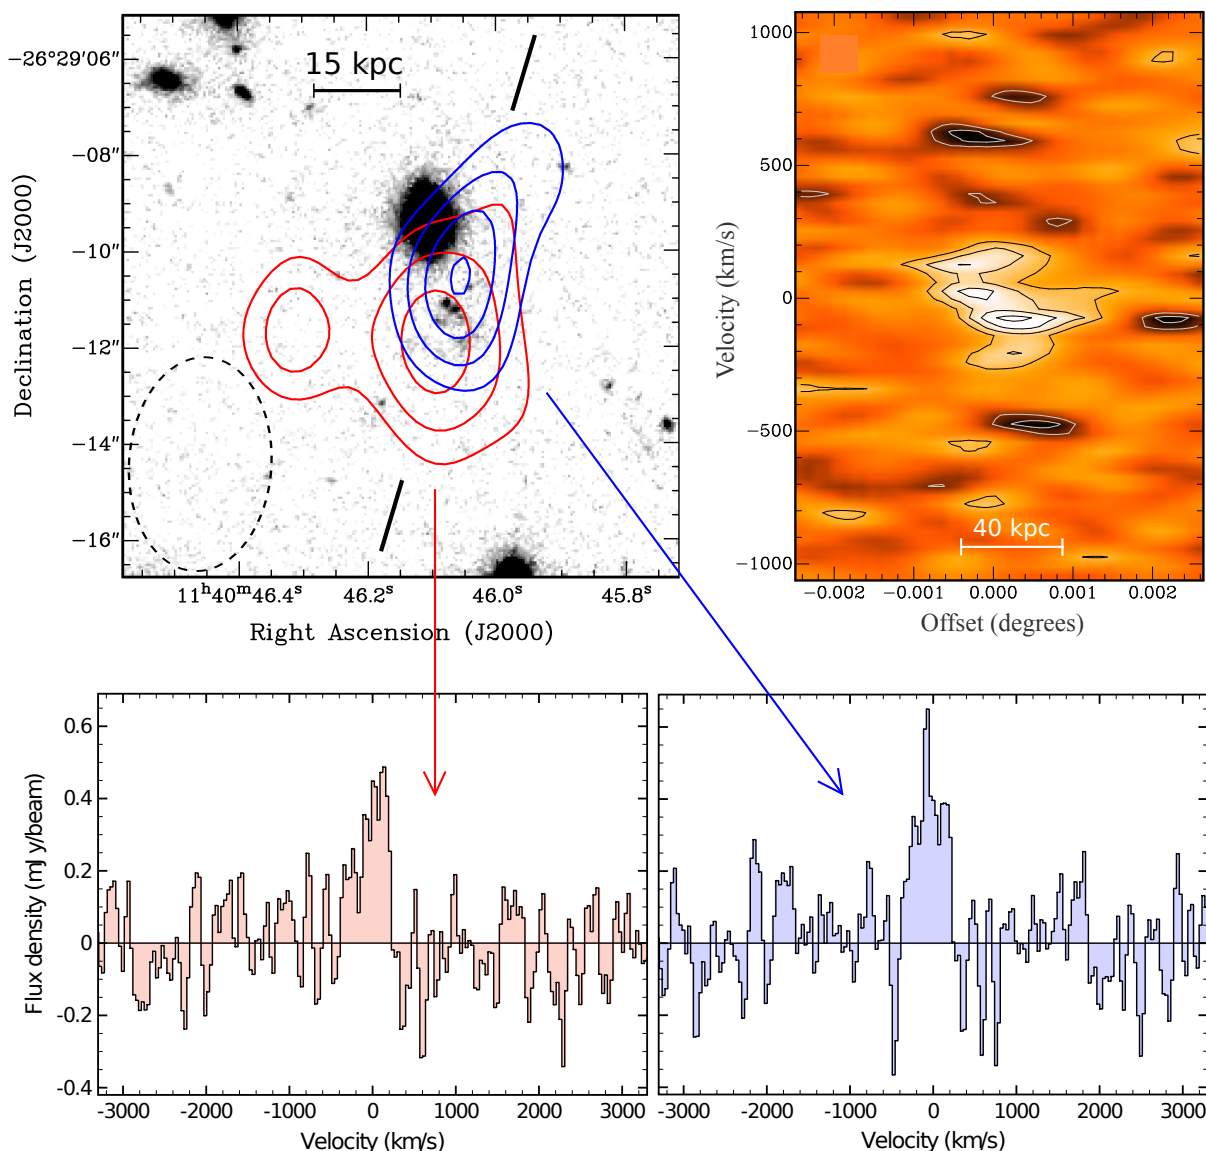 −26°29′06″
−08″
−10″
−12″
−14″
−16″
Declination (J2000)
15 kpc
11ʰ40ᵐ46.4ˢ 46.2ˢ 46.0ˢ 45.8ˢ
Right Ascension (J2000)
1000
500
0
−500
−1000
Velocity (km/s)
40 kpc
−0.002 −0.001 0.000 0.001 0.002
Offset (degrees)
0.6
0.4
0.2
0
-0.2
-0.4
Flux density (mJy/beam)
-3000 -2000 -1000 0 1000 2000 3000
Velocity (km/s)
-3000 -2000 -1000 0 1000 2000 3000
Velocity (km/s)